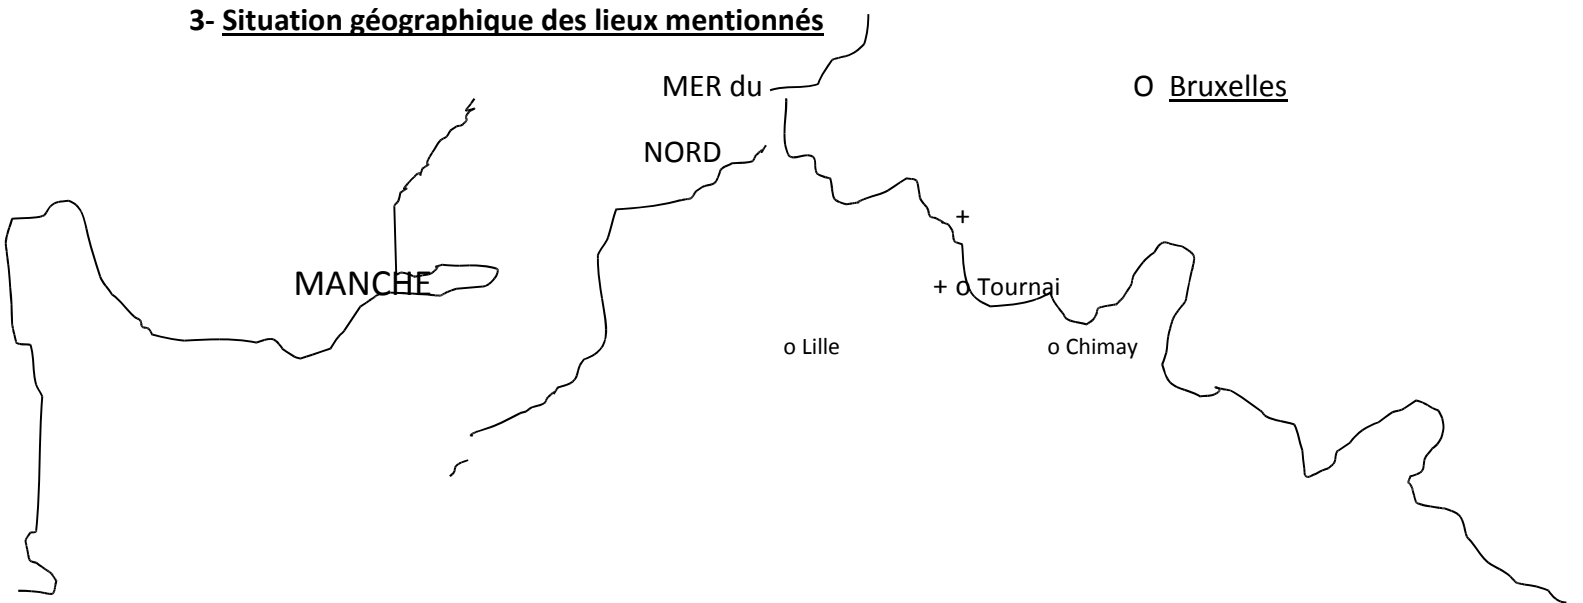 3- Situation géographique des lieux mentionnés
MER du
O Bruxelles
NORD
+
MANCHE
+ o Tournai
o Lille
o Chimay